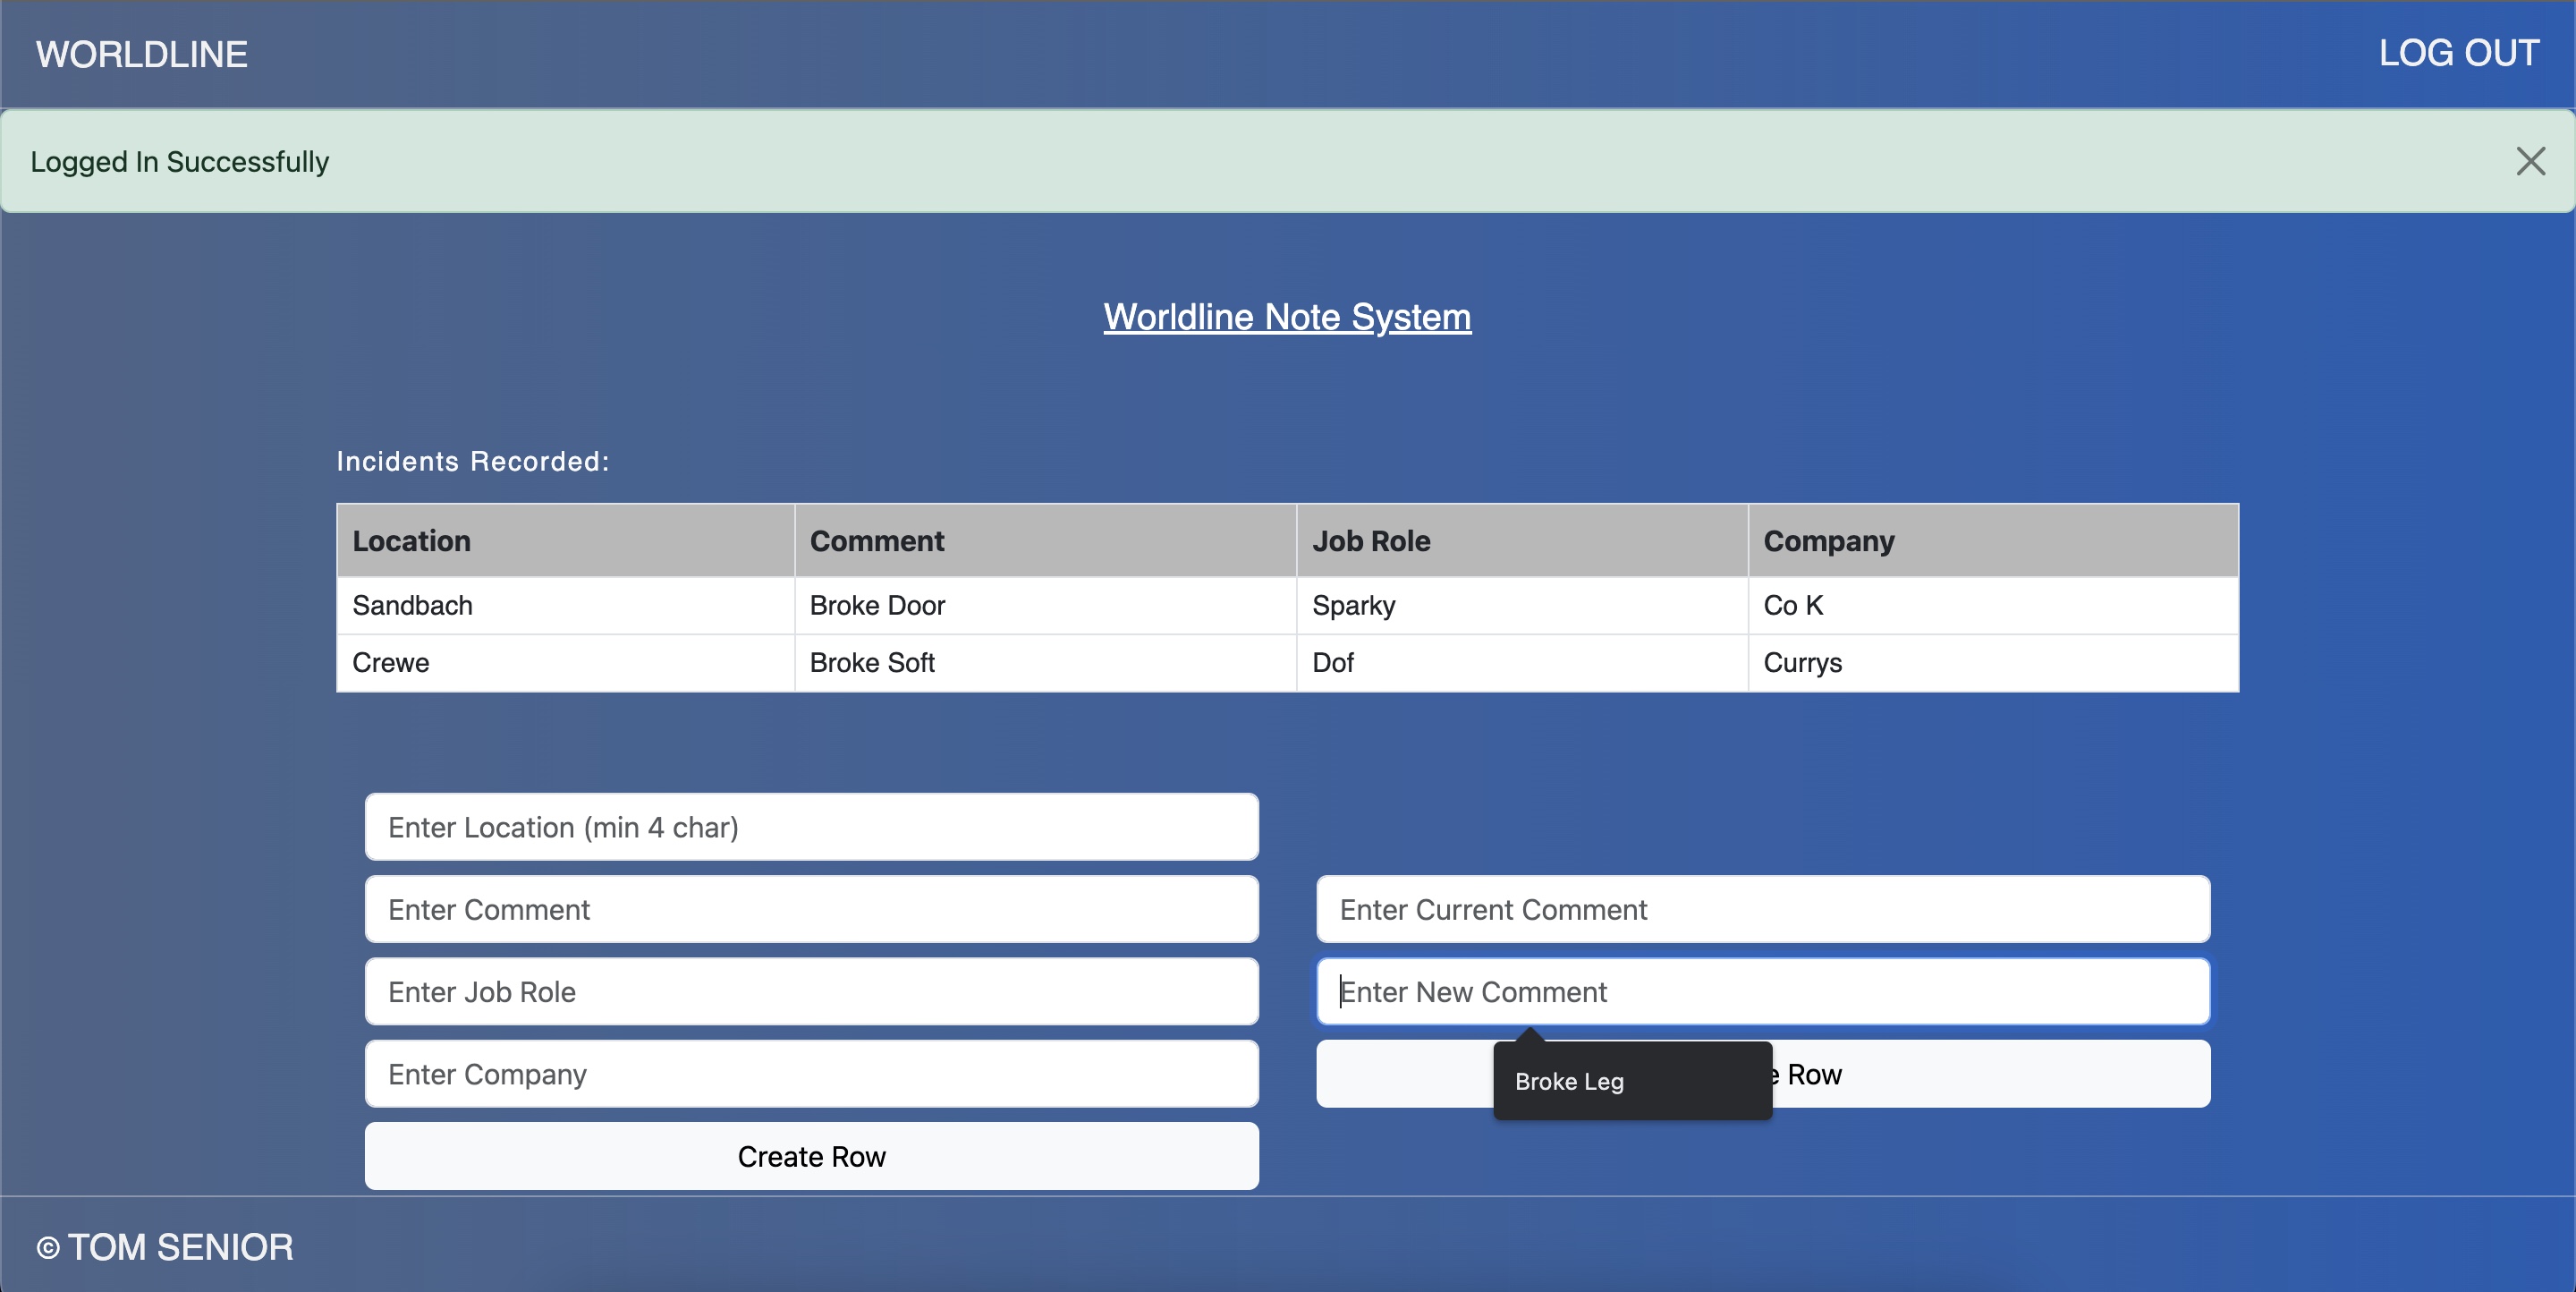 WORLDLINE
LOG OUT
Logged In Successfully
Worldline Note System
Incidents Recorded:
Location Comment Job Role Company
Sandbach Broke Door Sparky Co K
Crewe Broke Soft Dof Currys
Enter Location (min 4 char)
Enter Comment
Enter Job Role
Enter Company
Create Row
Enter Current Comment
Enter New Comment
Broke Leg
Row
© TOM SENIOR